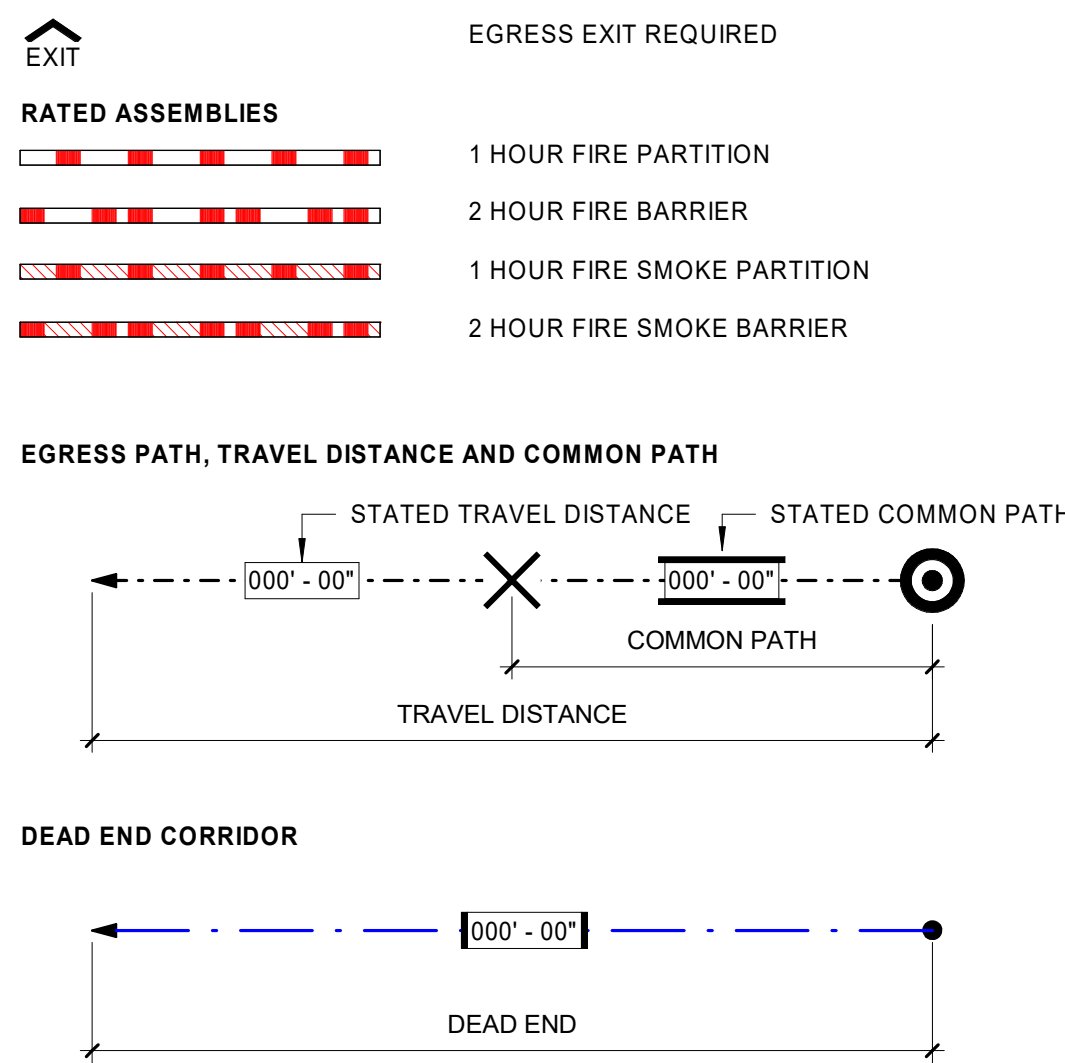 EXIT
EGRESS EXIT REQUIRED
RATED ASSEMBLIES
1 HOUR FIRE PARTITION
2 HOUR FIRE BARRIER
1 HOUR FIRE SMOKE PARTITION
2 HOUR FIRE SMOKE BARRIER
EGRESS PATH, TRAVEL DISTANCE AND COMMON PATH
STATED TRAVEL DISTANCE
STATED COMMON PATH
000' - 00"
000' - 00"
COMMON PATH
TRAVEL DISTANCE
DEAD END CORRIDOR
000' - 00"
DEAD END